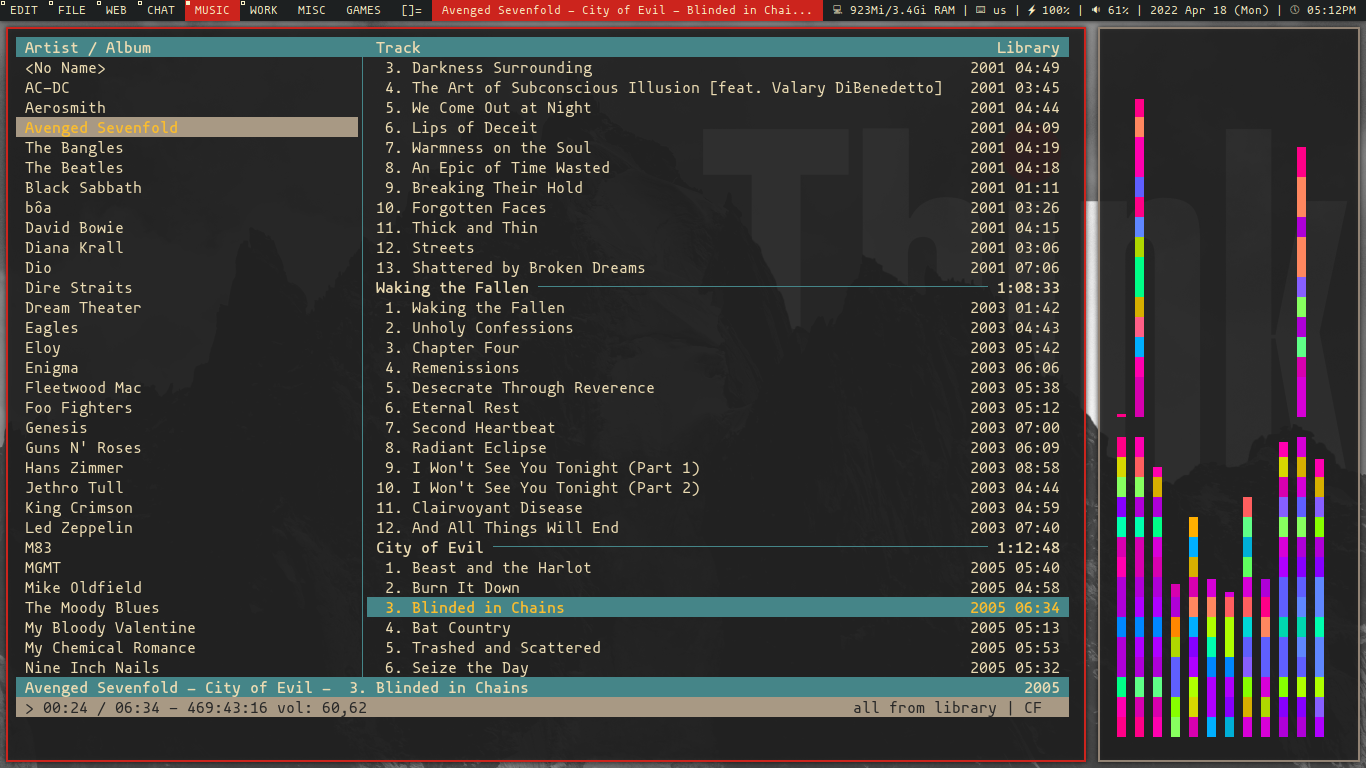 EDIT FILE WEB CHAT MUSIC WORK MISC GAMES []= Avenged Sevenfold – City of Evil – Blinded in Chai... 923Mi/3.4Gi RAM | us | 100% | 61% | 2022 Apr 18 (Mon) | 05:12PM
Artist / Album Track Library
<No Name> 3. Darkness Surrounding 2001 04:49
AC–DC 4. The Art of Subconscious Illusion [feat. Valary DiBenedetto] 2001 03:45
Aerosmith 5. We Come Out at Night 2001 04:44
Avenged Sevenfold 6. Lips of Deceit 2001 04:09
The Bangles 7. Warmness on the Soul 2001 04:19
The Beatles 8. An Epic of Time Wasted 2001 04:18
Black Sabbath 9. Breaking Their Hold 2001 01:11
bôa 10. Forgotten Faces 2001 03:26
David Bowie 11. Thick and Thin 2001 04:15
Diana Krall 12. Streets 2001 03:06
Dio 13. Shattered by Broken Dreams 2001 07:06
Dire Straits Waking the Fallen 1:08:33
Dream Theater 1. Waking the Fallen 2003 01:42
Eagles 2. Unholy Confessions 2003 04:43
Eloy 3. Chapter Four 2003 05:42
Enigma 4. Remenissions 2003 06:06
Fleetwood Mac 5. Desecrate Through Reverence 2003 05:38
Foo Fighters 6. Eternal Rest 2003 05:12
Genesis 7. Second Heartbeat 2003 07:00
Guns N' Roses 8. Radiant Eclipse 2003 06:09
Hans Zimmer 9. I Won't See You Tonight (Part 1) 2003 08:58
Jethro Tull 10. I Won't See You Tonight (Part 2) 2003 04:44
King Crimson 11. Clairvoyant Disease 2003 04:59
Led Zeppelin 12. And All Things Will End 2003 07:40
M83 City of Evil 1:12:48
MGMT 1. Beast and the Harlot 2005 05:40
Mike Oldfield 2. Burn It Down 2005 04:58
The Moody Blues 3. Blinded in Chains 2005 06:34
My Bloody Valentine 4. Bat Country 2005 05:13
My Chemical Romance 5. Trashed and Scattered 2005 05:53
Nine Inch Nails 6. Seize the Day 2005 05:32
Avenged Sevenfold – City of Evil – 3. Blinded in Chains 2005
> 00:24 / 06:34 – 469:43:16 vol: 60,62 all from library | CF
Think